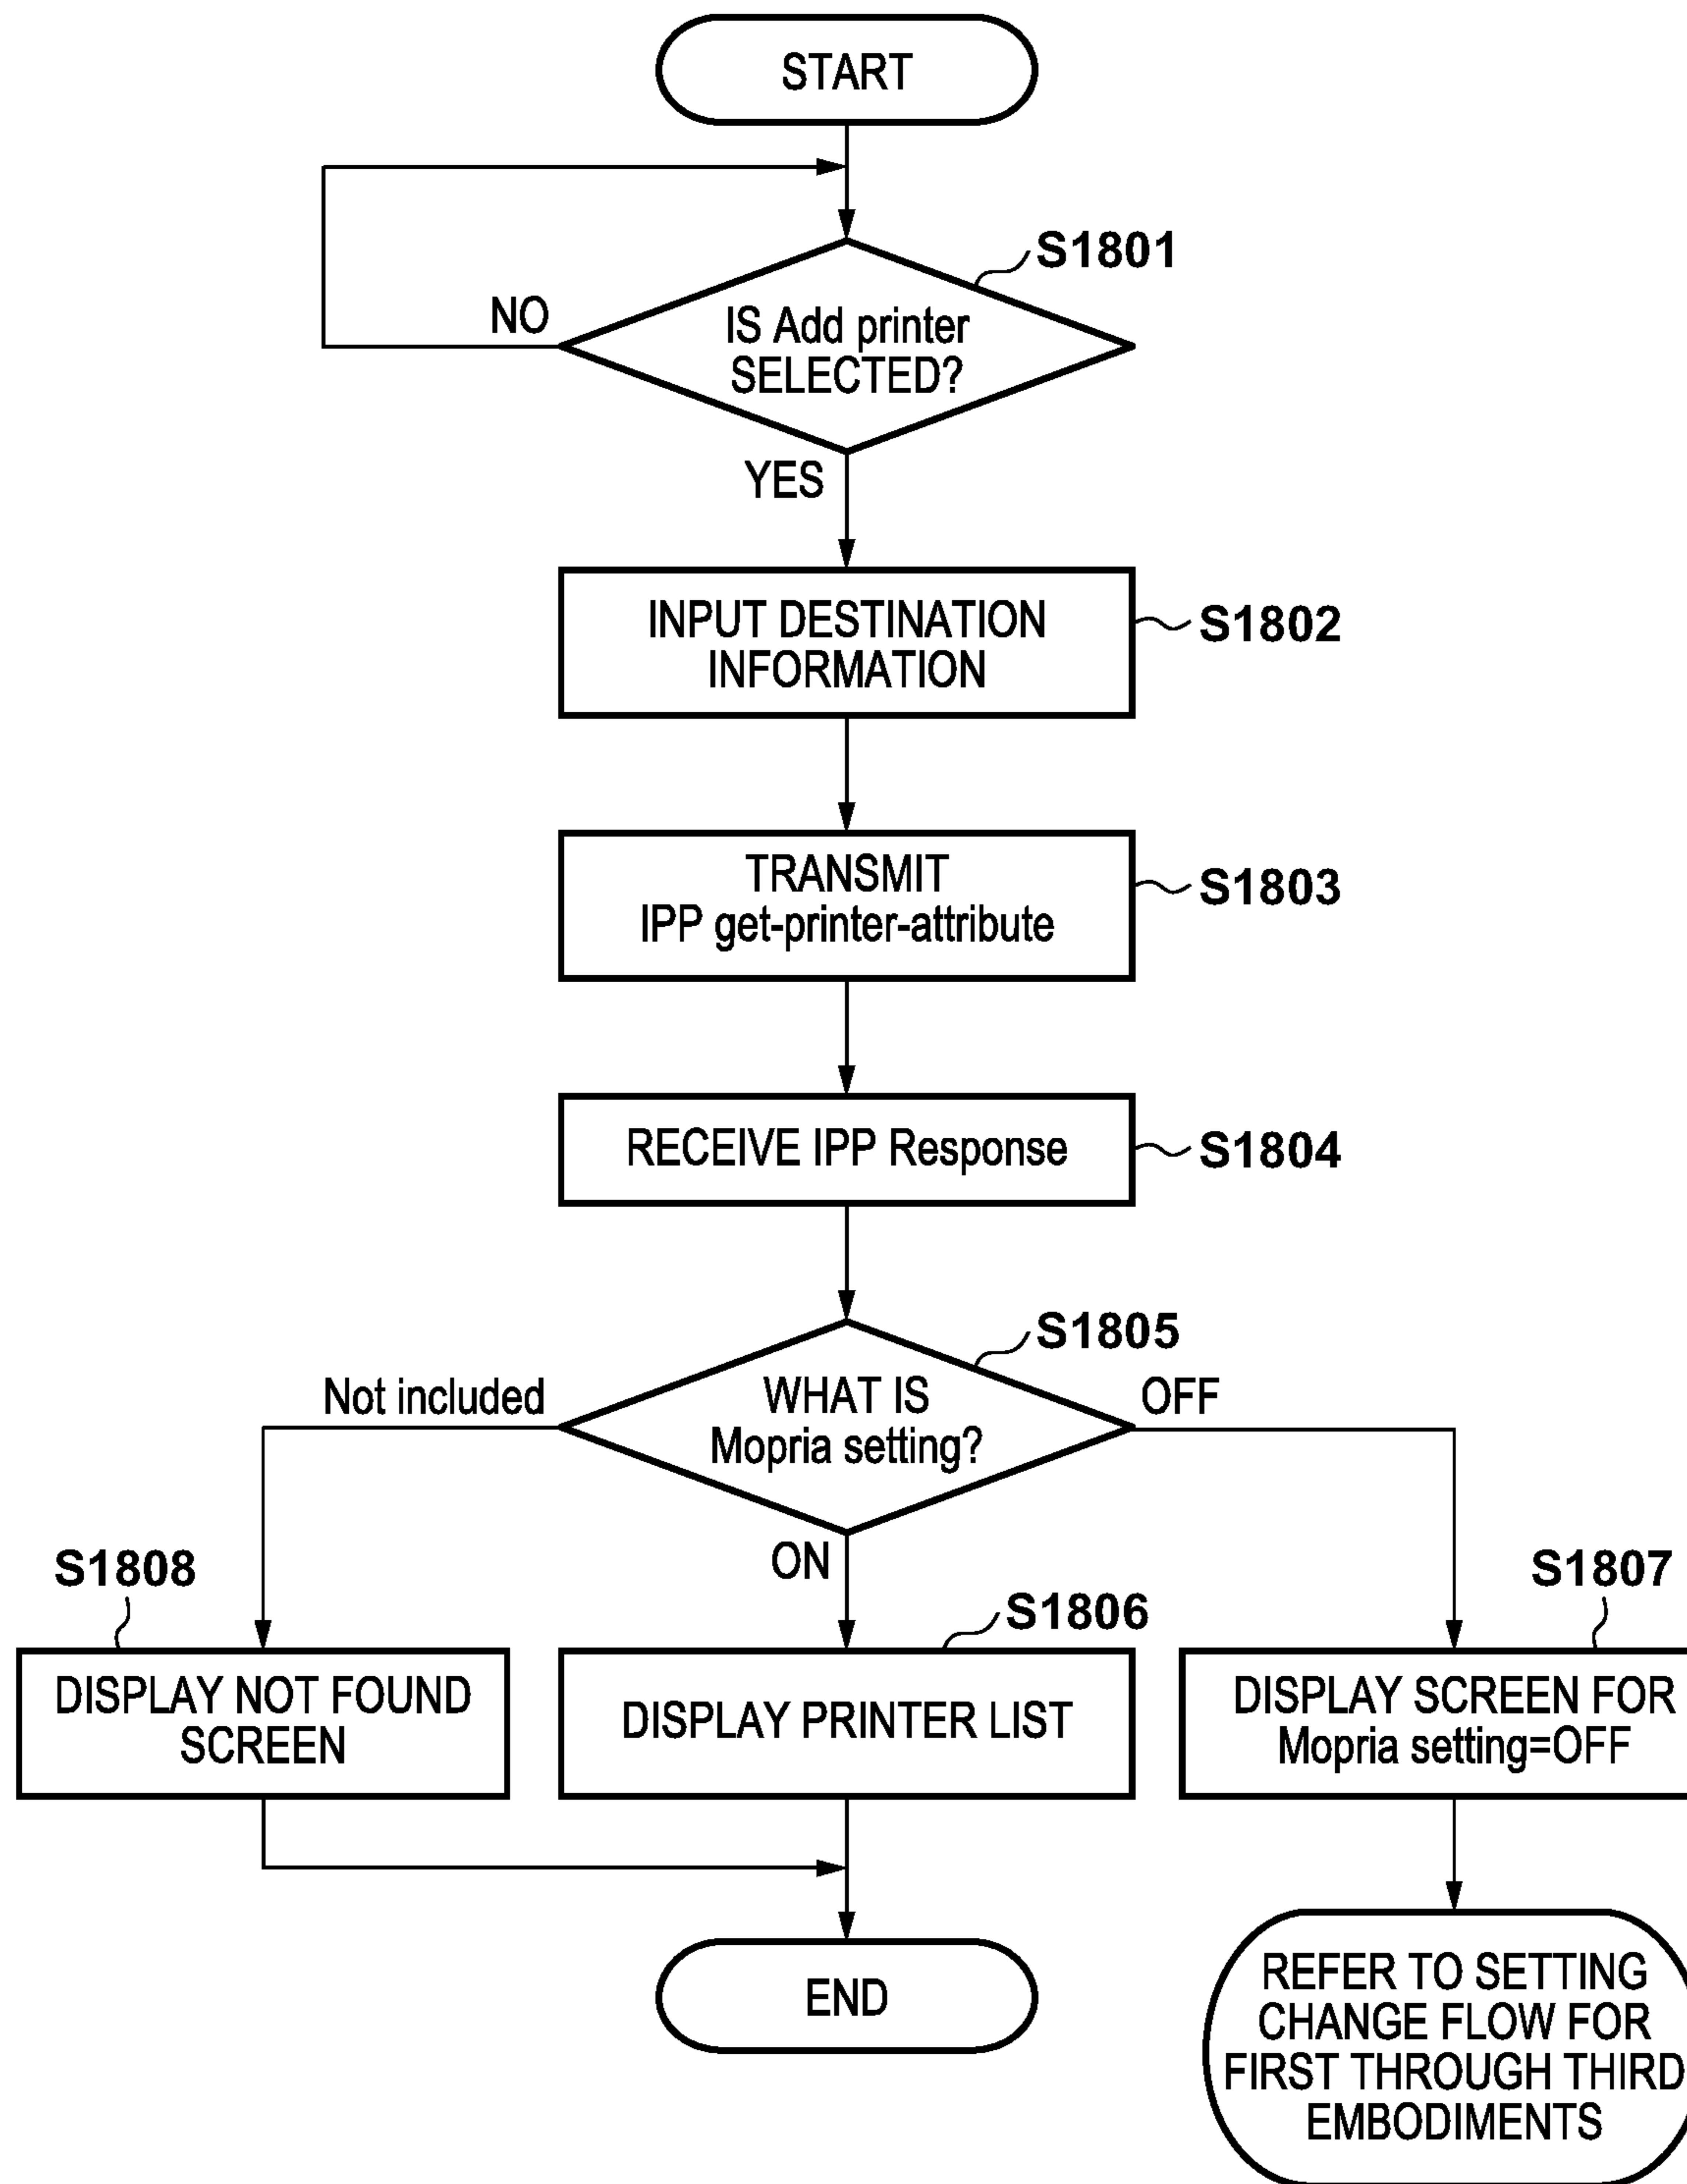 START
S1801
NO
IS Add printer
SELECTED?
YES
INPUT DESTINATION
INFORMATION
S1802
TRANSMIT
IPP get-printer-attribute
S1803
RECEIVE IPP Response
S1804
S1805
Not included
WHAT IS
Mopria setting?
OFF
ON
S1808
S1806
S1807
DISPLAY NOT FOUND
SCREEN
DISPLAY PRINTER LIST
DISPLAY SCREEN FOR
Mopria setting=OFF
END
REFER TO SETTING
CHANGE FLOW FOR
FIRST THROUGH THIRD
EMBODIMENTS